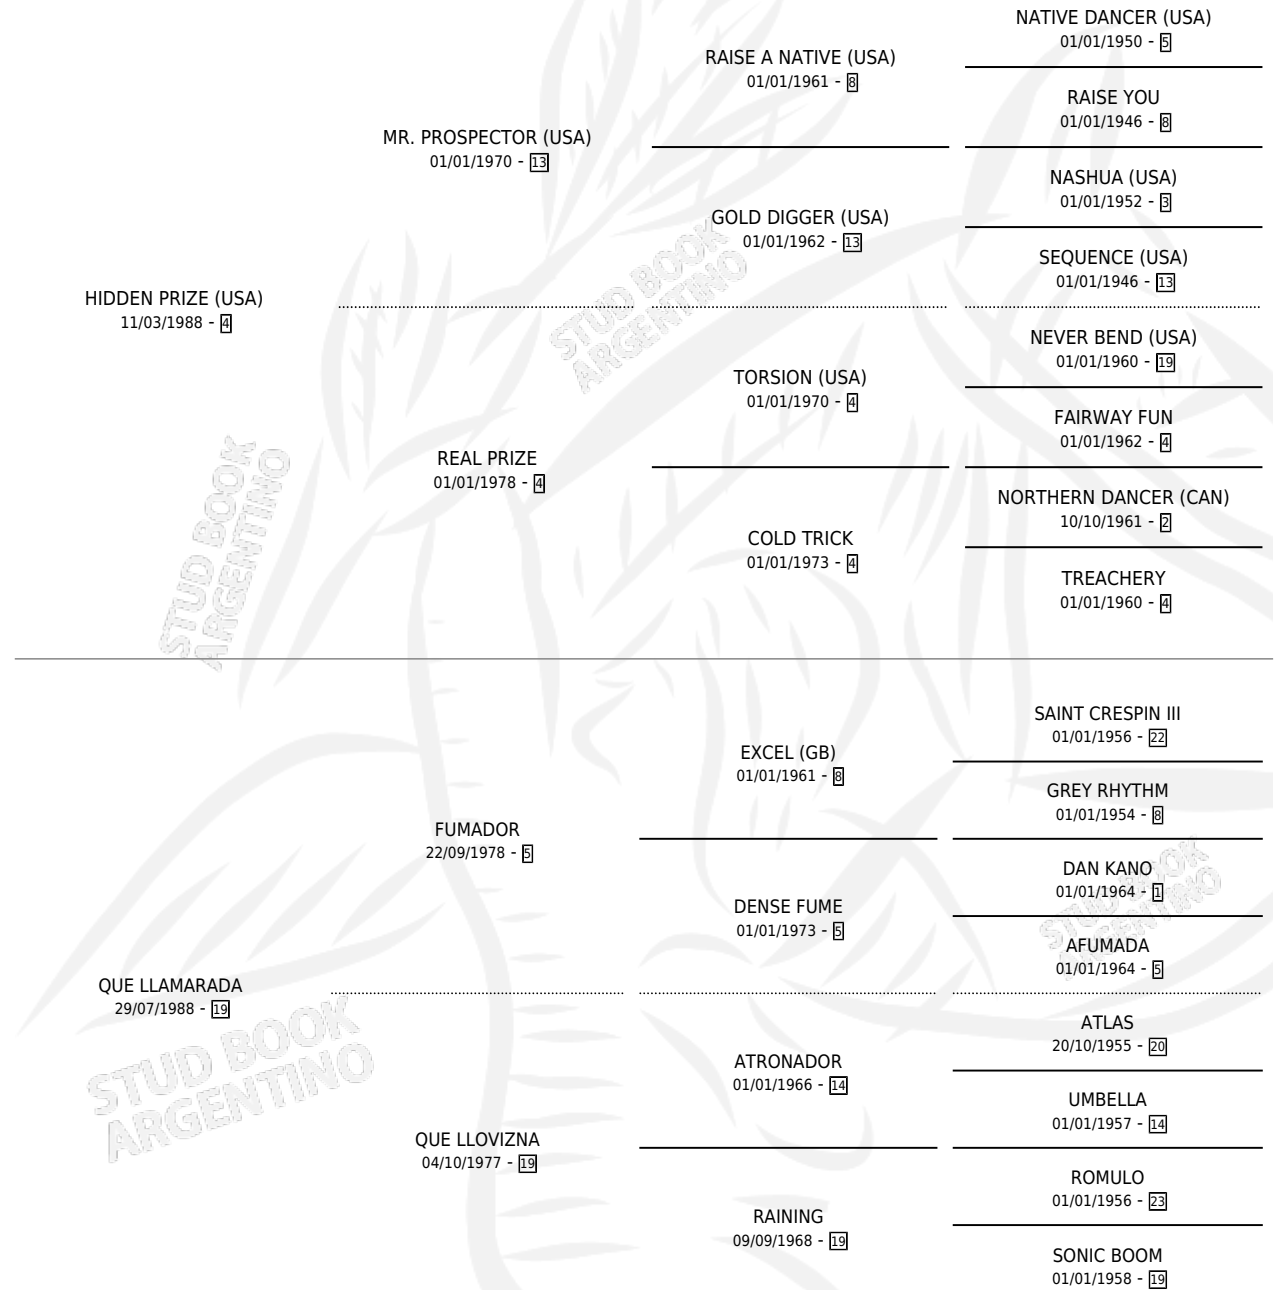 NATIVE DANCER (USA)
01/01/1950 - 5
RAISE A NATIVE (USA)
01/01/1961 - 8
RAISE YOU
01/01/1946 - 8
MR. PROSPECTOR (USA)
01/01/1970 - 13
NASHUA (USA)
01/01/1952 - 3
GOLD DIGGER (USA)
01/01/1962 - 13
SEQUENCE (USA)
01/01/1946 - 13
HIDDEN PRIZE (USA)
11/03/1988 - 4
NEVER BEND (USA)
01/01/1960 - 19
TORSION (USA)
01/01/1970 - 4
FAIRWAY FUN
01/01/1962 - 4
REAL PRIZE
01/01/1978 - 4
NORTHERN DANCER (CAN)
10/10/1961 - 2
COLD TRICK
01/01/1973 - 4
TREACHERY
01/01/1960 - 4
SAINT CRESPIN III
01/01/1956 - 22
EXCEL (GB)
01/01/1961 - 8
GREY RHYTHM
01/01/1954 - 8
FUMADOR
22/09/1978 - 5
DAN KANO
01/01/1964 - 1
DENSE FUME
01/01/1973 - 5
AFUMADA
01/01/1964 - 5
QUE LLAMARADA
29/07/1988 - 19
ATLAS
20/10/1955 - 20
ATRONADOR
01/01/1966 - 14
UMBELLA
01/01/1957 - 14
QUE LLOVIZNA
04/10/1977 - 19
ROMULO
01/01/1956 - 23
RAINING
09/09/1968 - 19
SONIC BOOM
01/01/1958 - 19
STUD BOOK
ARGENTINO
STUD BOOK
ARGENTINO
STUD BOOK
ARGENTINO
STUD BOOK
ARGENTINO